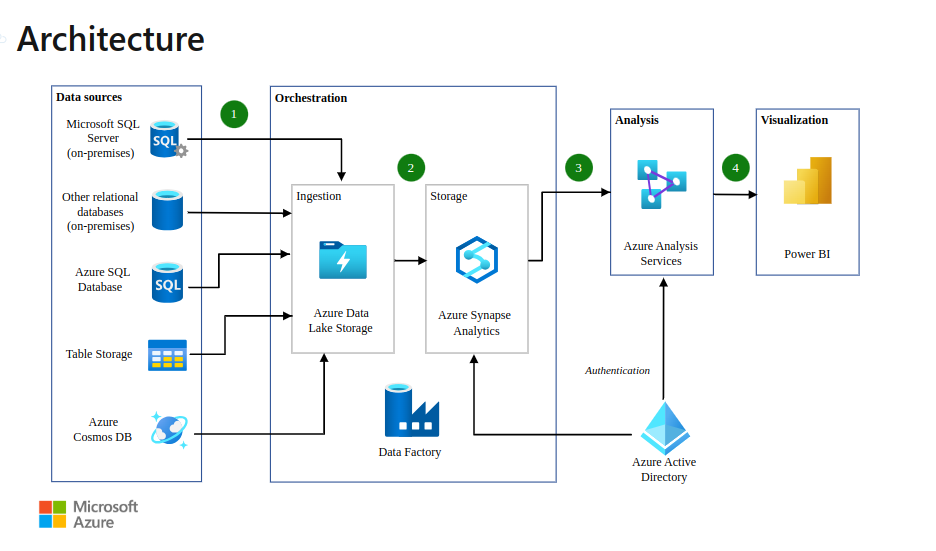 Architecture
Data sources
Microsoft SQL
Server
(on-premises)
SQL
Other relational
databases
(on-premises)
Azure SQL
Database
SQL
Table Storage
Azure
Cosmos DB
1
Orchestration
2
Ingestion
Azure Data
Lake Storage
Storage
Azure Synapse
Analytics
Data Factory
3
Analysis
Azure Analysis
Services
4
Visualization
Power BI
Authentication
Azure Active
Directory
Microsoft
Azure